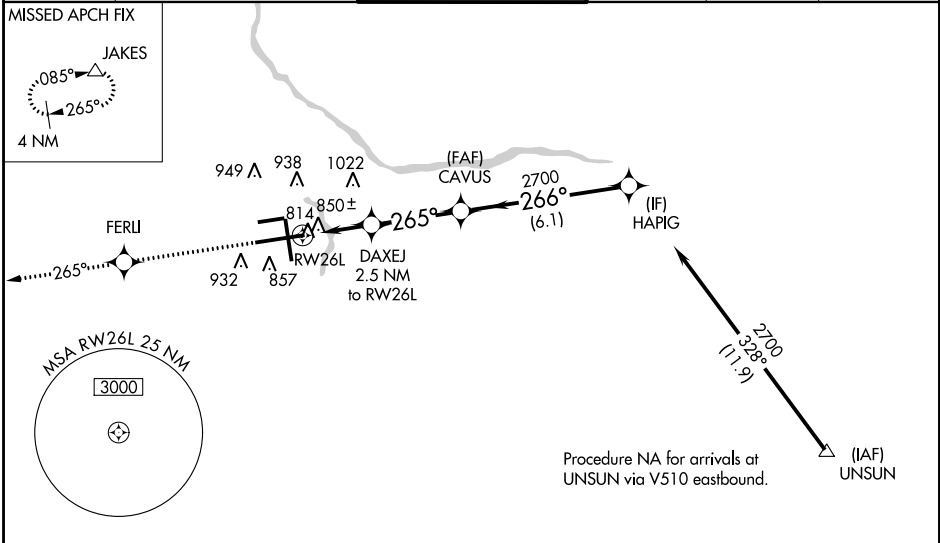 MISSED APCH FIX
JAKES
085°
265°
4 NM
949
938
1022
(FAF)
CAVUS
2700
266°
(6.1)
(IF)
HAPIG
814
850±
265°
FERLI
RW26L
DAXEJ
2.5 NM
to RW26L
265°
932
857
MSA RW26L 25 NM
3000
2700
328°
(11.9)
Procedure NA for arrivals at
UNSUN via V510 eastbound.
(IAF)
UNSUN